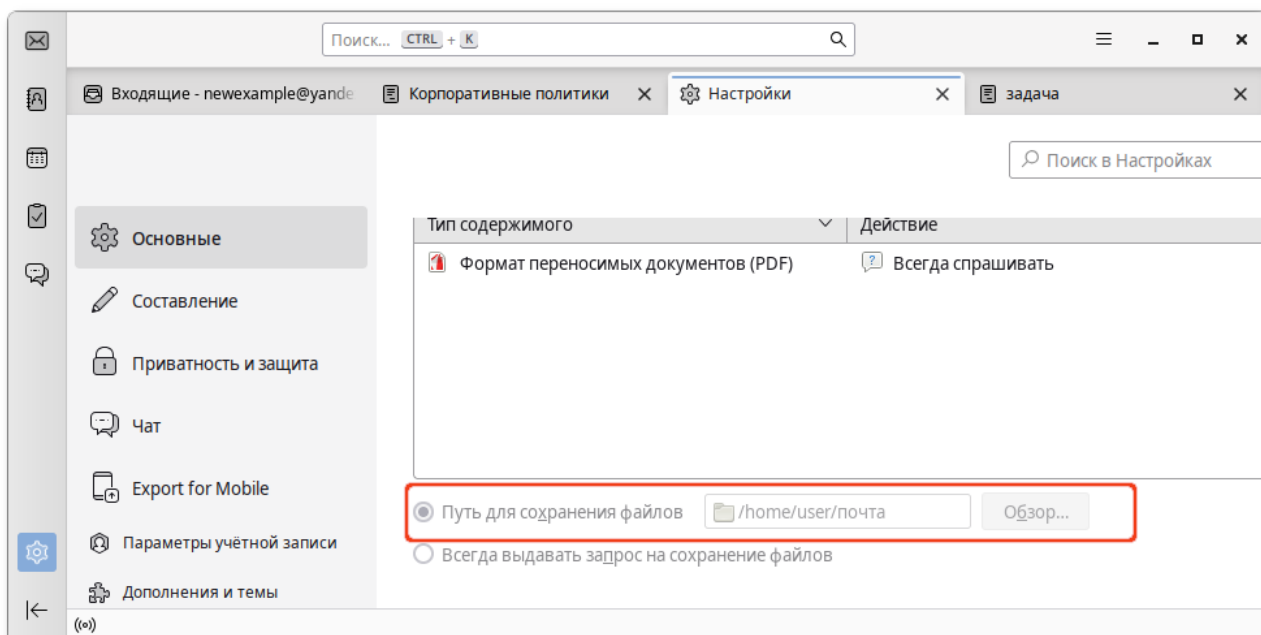 Поиск... CTRL + K
Входящие - newexample@yande
Корпоративные политики
Настройки
задача
Поиск в Настройках
Основные
Составление
Приватность и защита
Чат
Export for Mobile
Параметры учётной записи
Дополнения и темы
Тип содержимого
Действие
Формат переносимых документов (PDF)
Всегда спрашивать
Путь для сохранения файлов
/home/user/почта
Обзор...
Всегда выдавать запрос на сохранение файлов